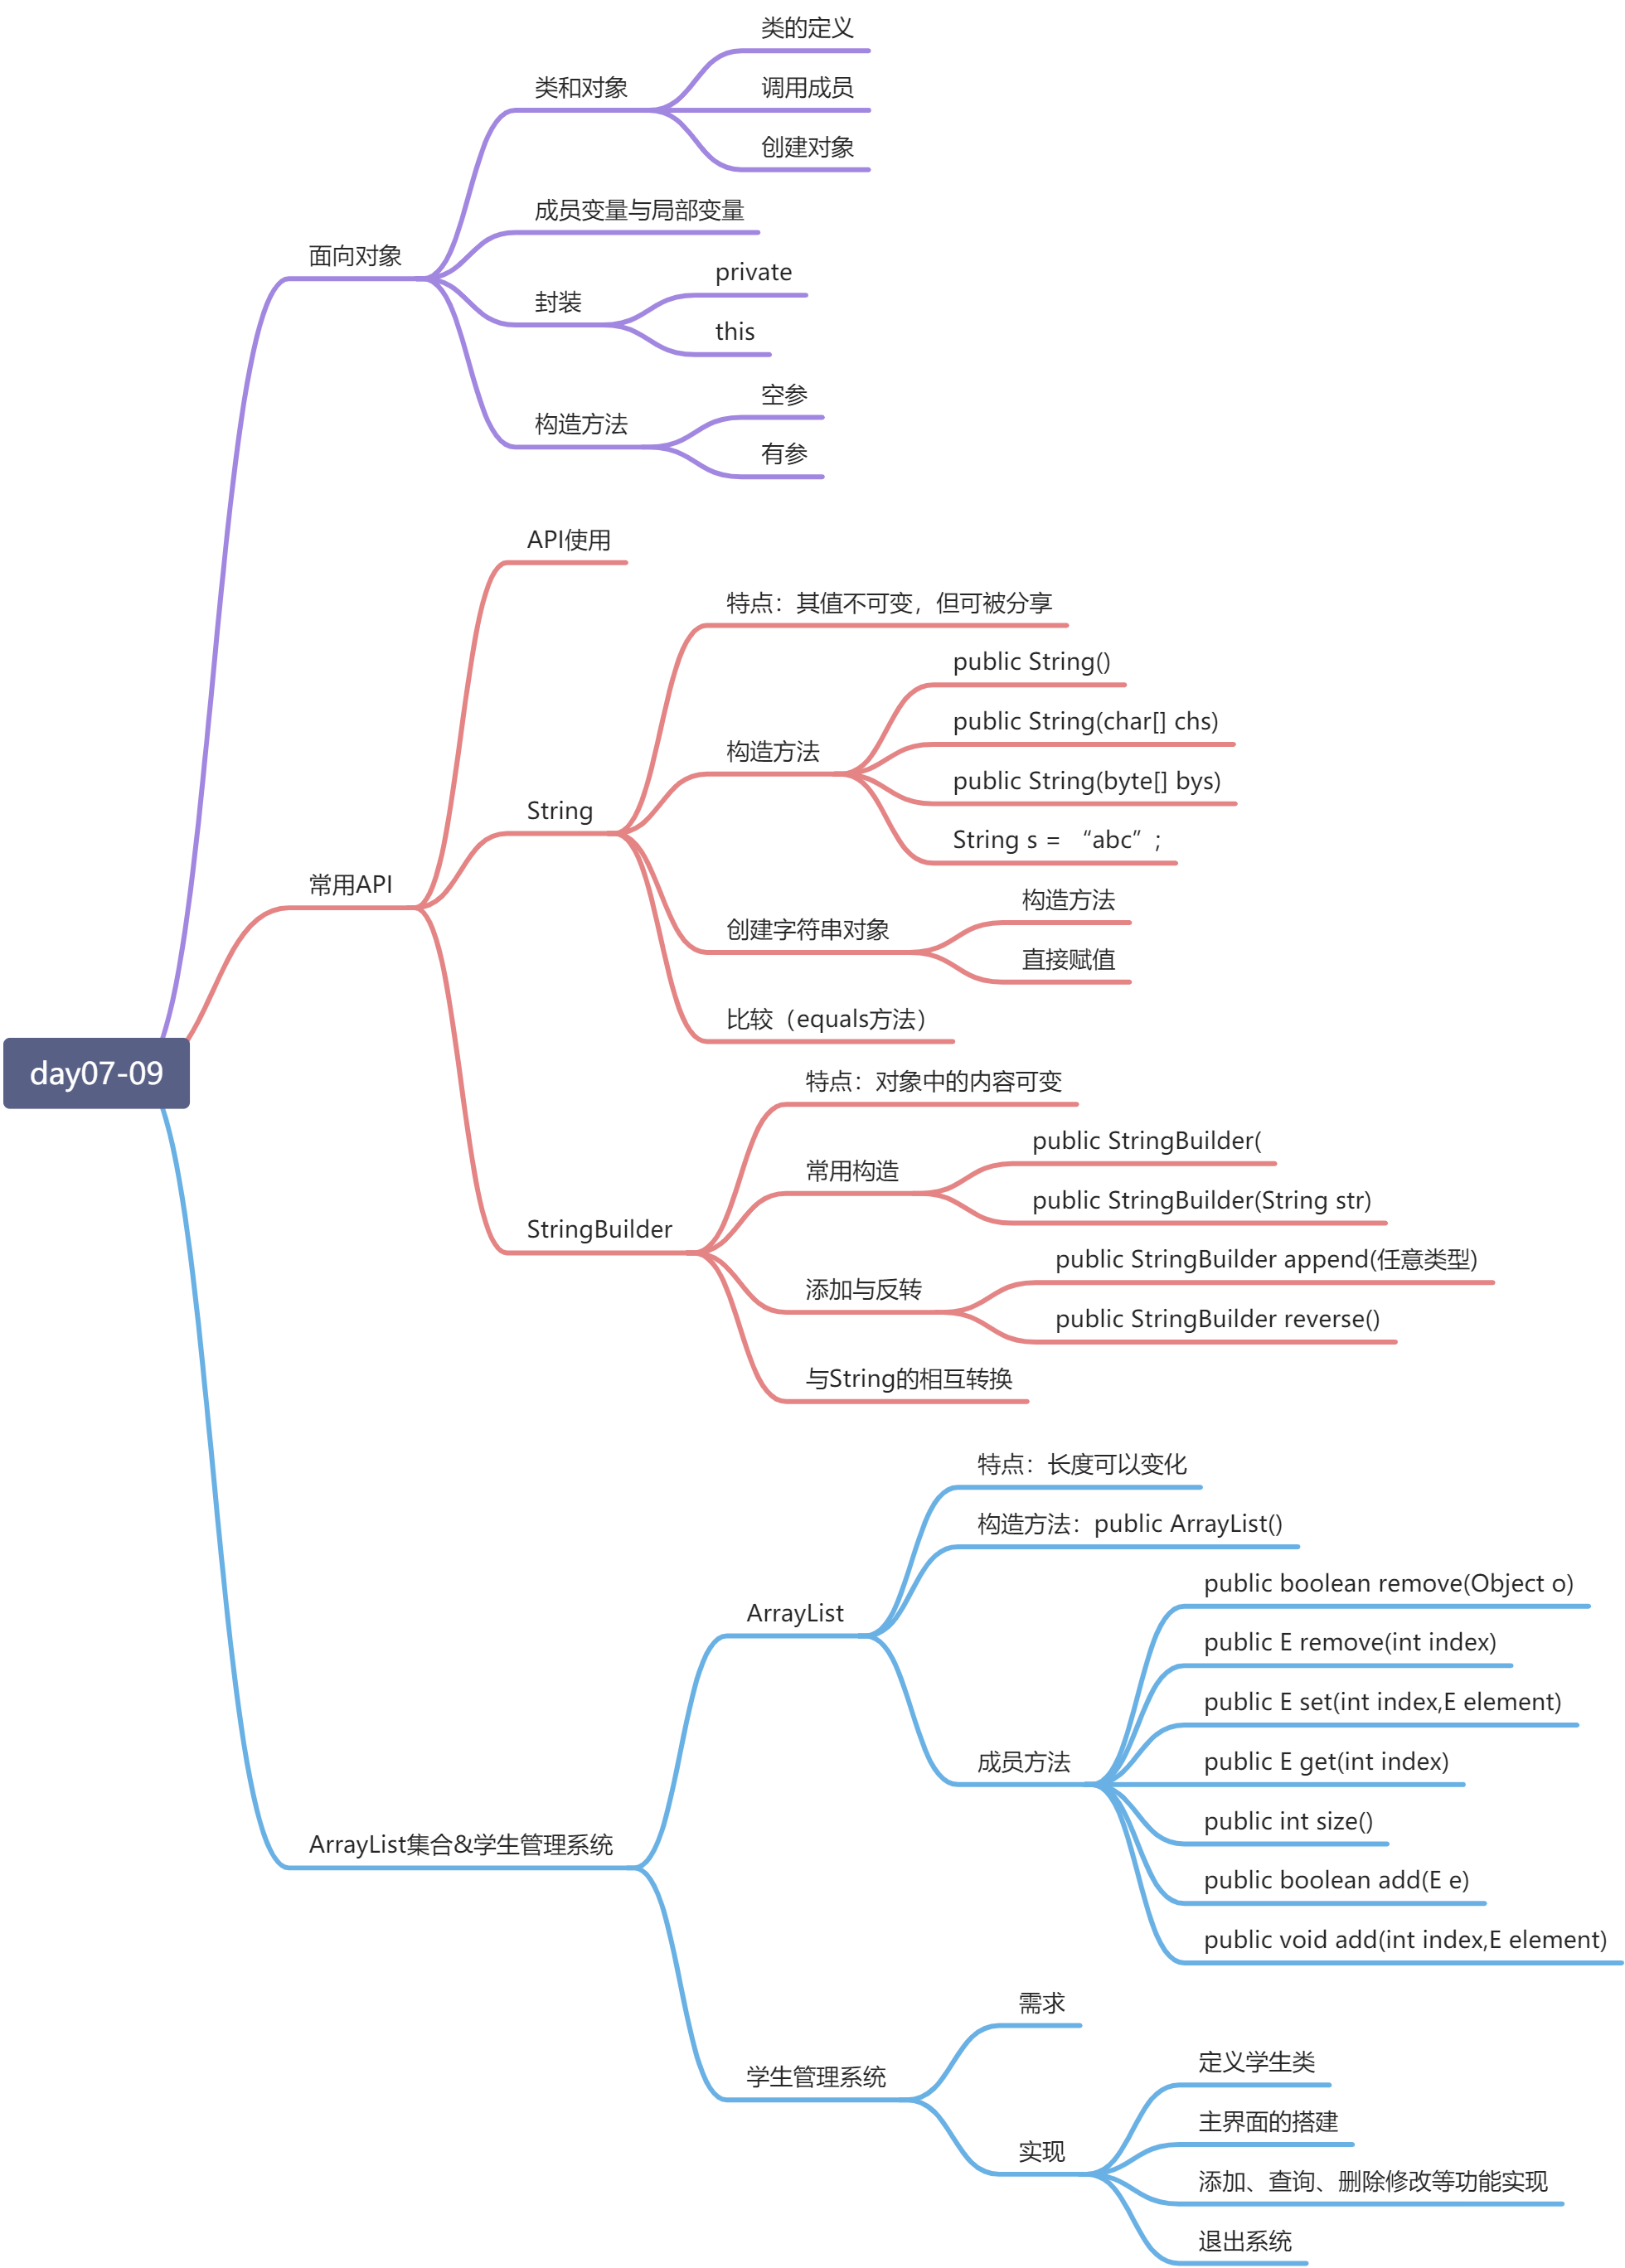 day07-09
面向对象
类和对象
类的定义
调用成员
创建对象
成员变量与局部变量
封装
private
this
构造方法
空参
有参
常用API
API使用
String
特点：其值不可变，但可被分享
构造方法
public String()
public String(char[] chs)
public String(byte[] bys)
String s = “abc”;
创建字符串对象
构造方法
直接赋值
比较（equals方法）
StringBuilder
特点：对象中的内容可变
常用构造
public StringBuilder(
public StringBuilder(String str)
添加与反转
public StringBuilder append(任意类型)
public StringBuilder reverse()
与String的相互转换
ArrayList集合&学生管理系统
ArrayList
特点：长度可以变化
构造方法：public ArrayList()
成员方法
public boolean remove(Object o)
public E remove(int index)
public E set(int index,E element)
public E get(int index)
public int size()
public boolean add(E e)
public void add(int index,E element)
学生管理系统
需求
实现
定义学生类
主界面的搭建
添加、查询、删除修改等功能实现
退出系统